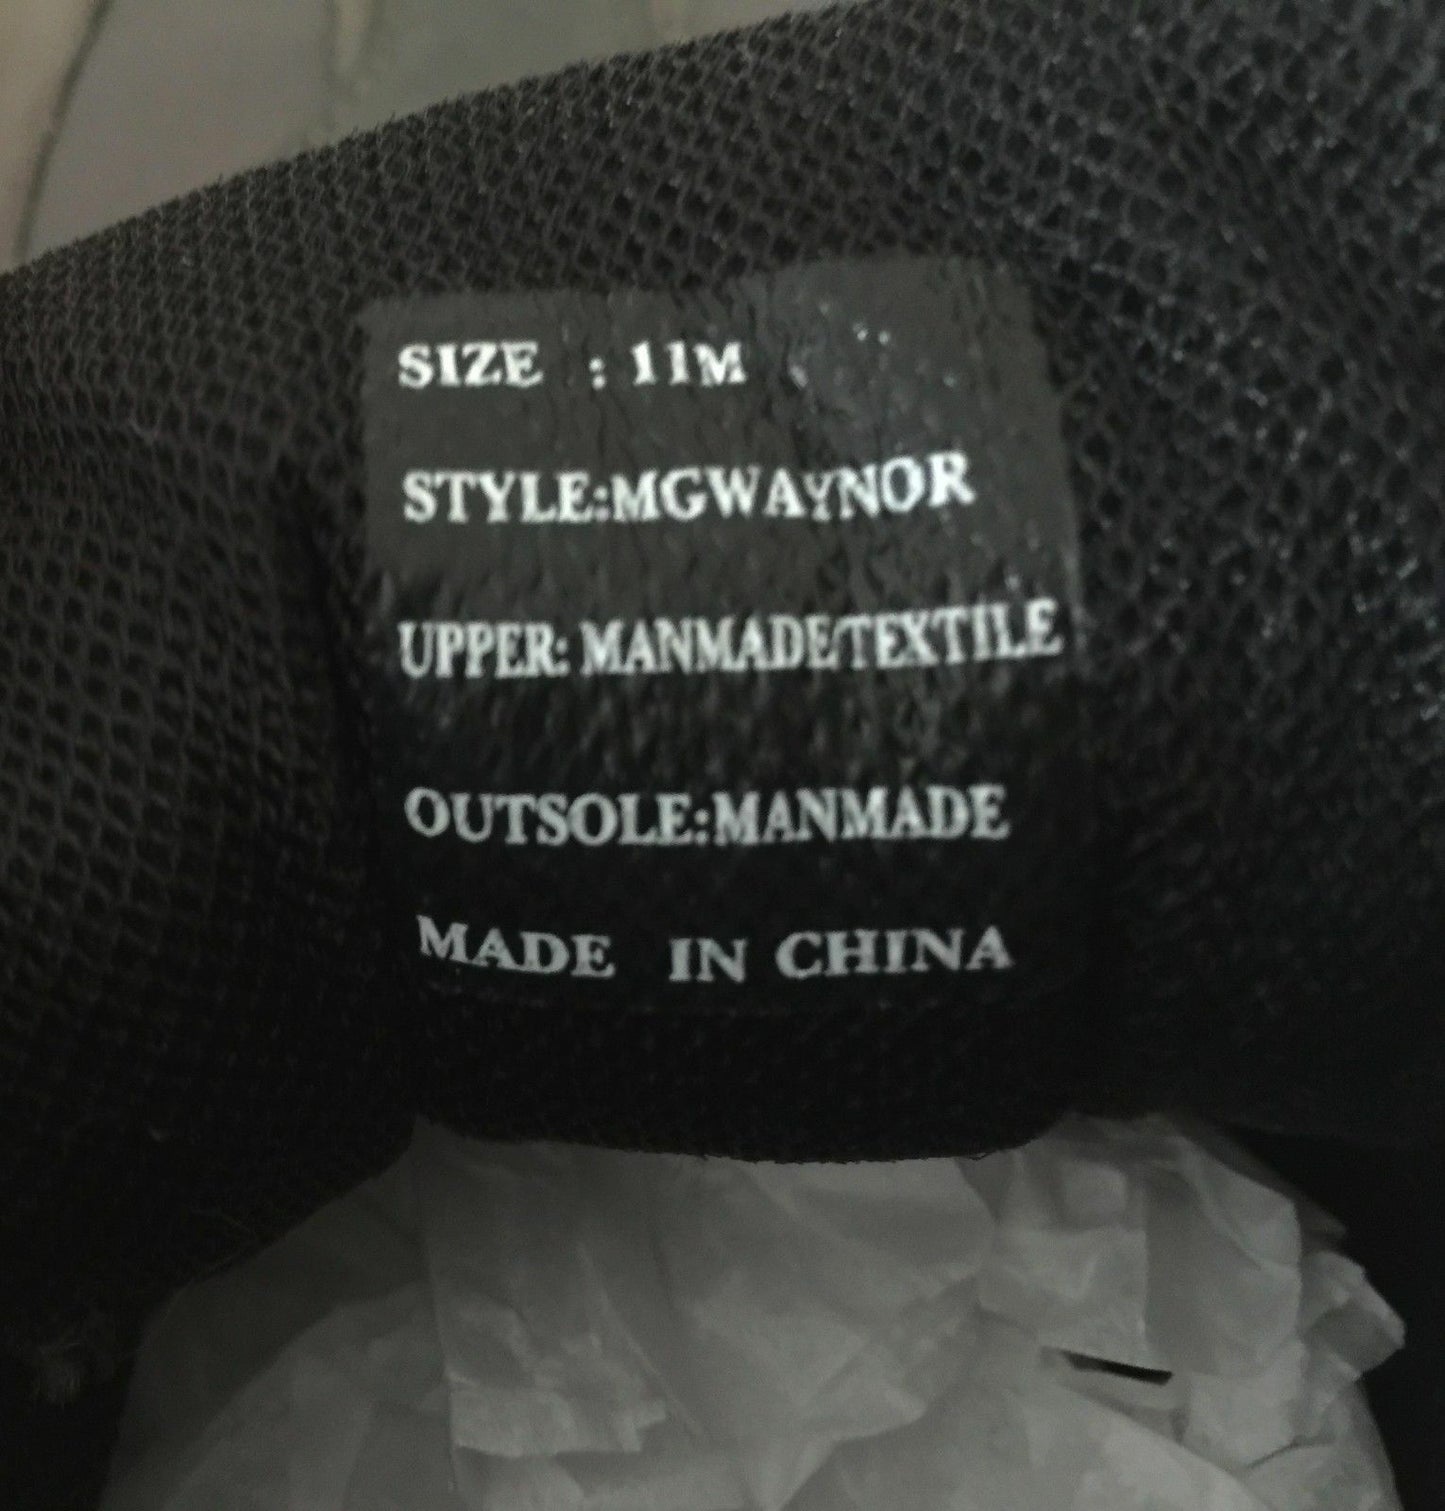 SIZE : 11M
STYLE:MGWAYNOR
UPPER: MANMADE/TEXTILE
OUTSOLE:MANMADE
MADE IN CHINA